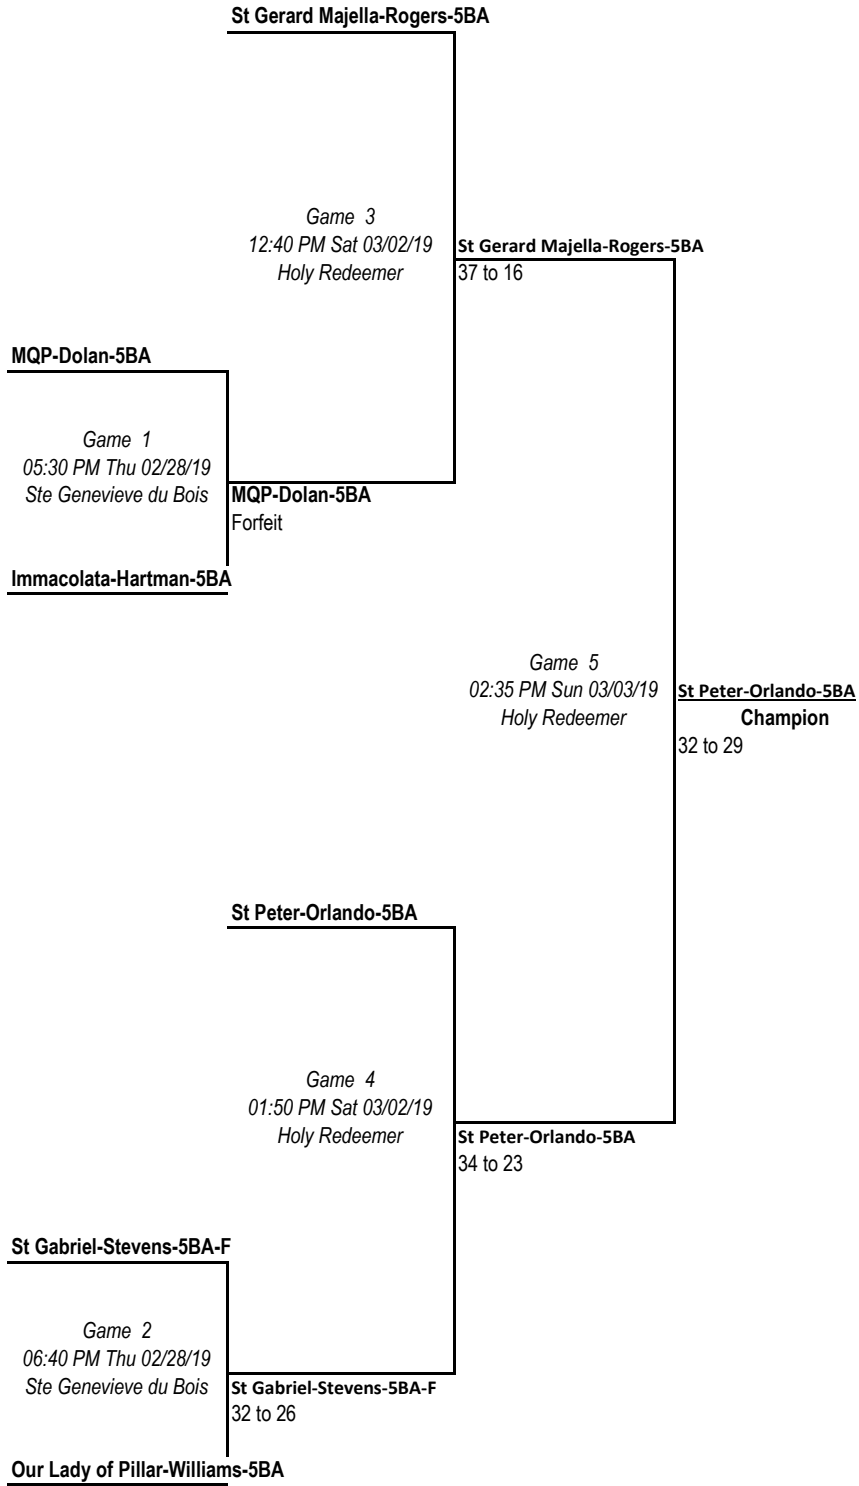 St Gerard Majella-Rogers-5BA
Game 3
12:40 PM Sat 03/02/19
Holy Redeemer
St Gerard Majella-Rogers-5BA
37 to 16
MQP-Dolan-5BA
Game 1
05:30 PM Thu 02/28/19
Ste Genevieve du Bois
MQP-Dolan-5BA
Forfeit
Immacolata-Hartman-5BA
Game 5
02:35 PM Sun 03/03/19
Holy Redeemer
St Peter-Orlando-5BA
Champion
32 to 29
St Peter-Orlando-5BA
Game 4
01:50 PM Sat 03/02/19
Holy Redeemer
St Peter-Orlando-5BA
34 to 23
St Gabriel-Stevens-5BA-F
Game 2
06:40 PM Thu 02/28/19
Ste Genevieve du Bois
St Gabriel-Stevens-5BA-F
32 to 26
Our Lady of Pillar-Williams-5BA